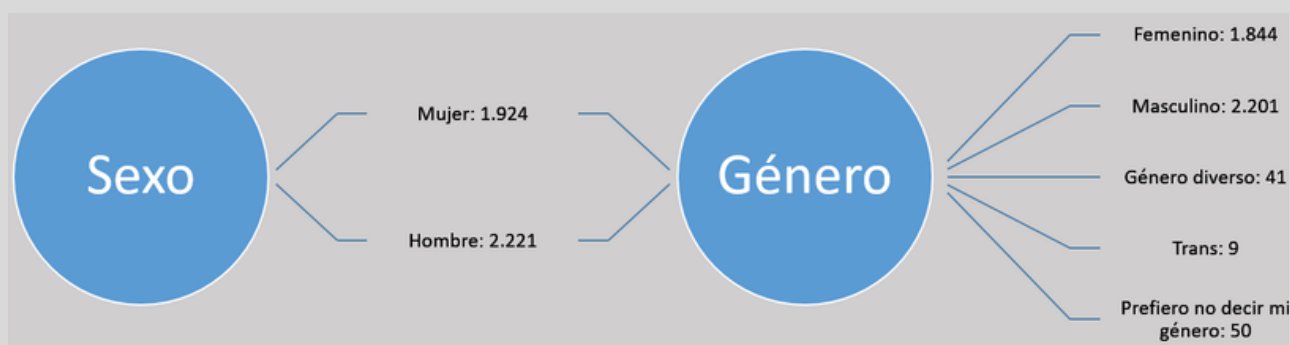 Sexo
Mujer: 1.924
Hombre: 2.221
Género
Femenino: 1.844
Masculino: 2.201
Género diverso: 41
Trans: 9
Prefiero no decir mi
género: 50